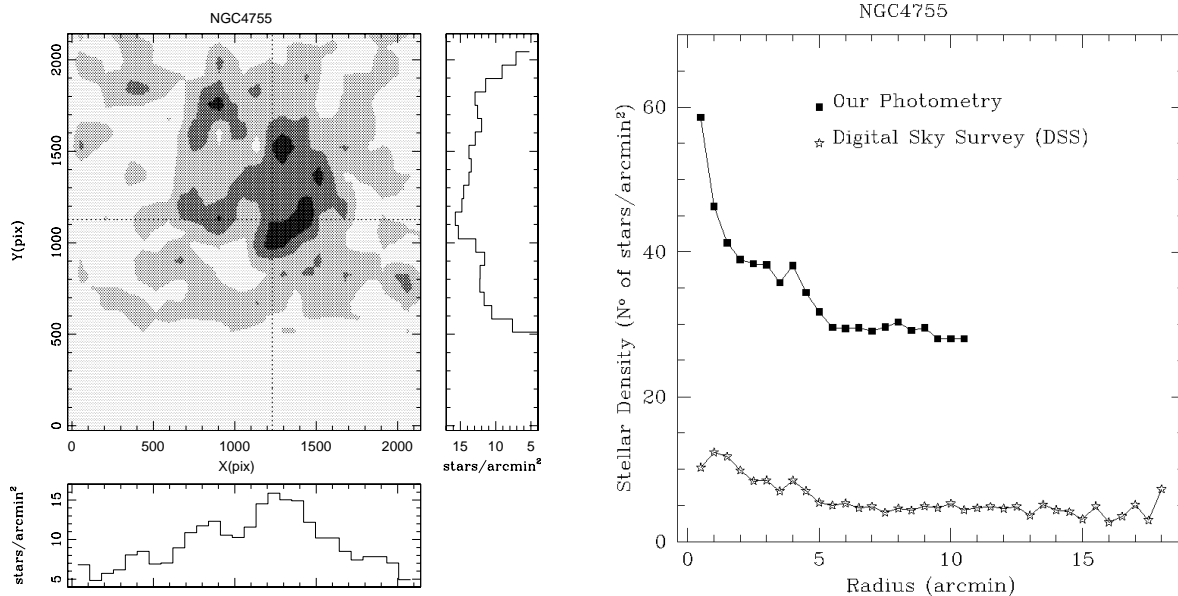 NGC4755
2000
1500
1000
500
0
Y(pix)
0 500 1000 1500 2000
X(pix)
15 10 5
stars/arcmin²
15
10
5
stars/arcmin²
NGC4755
60
40
20
0
Stellar Density (Nº of stars/arcmin²)
Our Photometry
Digital Sky Survey (DSS)
0 5 10 15
Radius (arcmin)